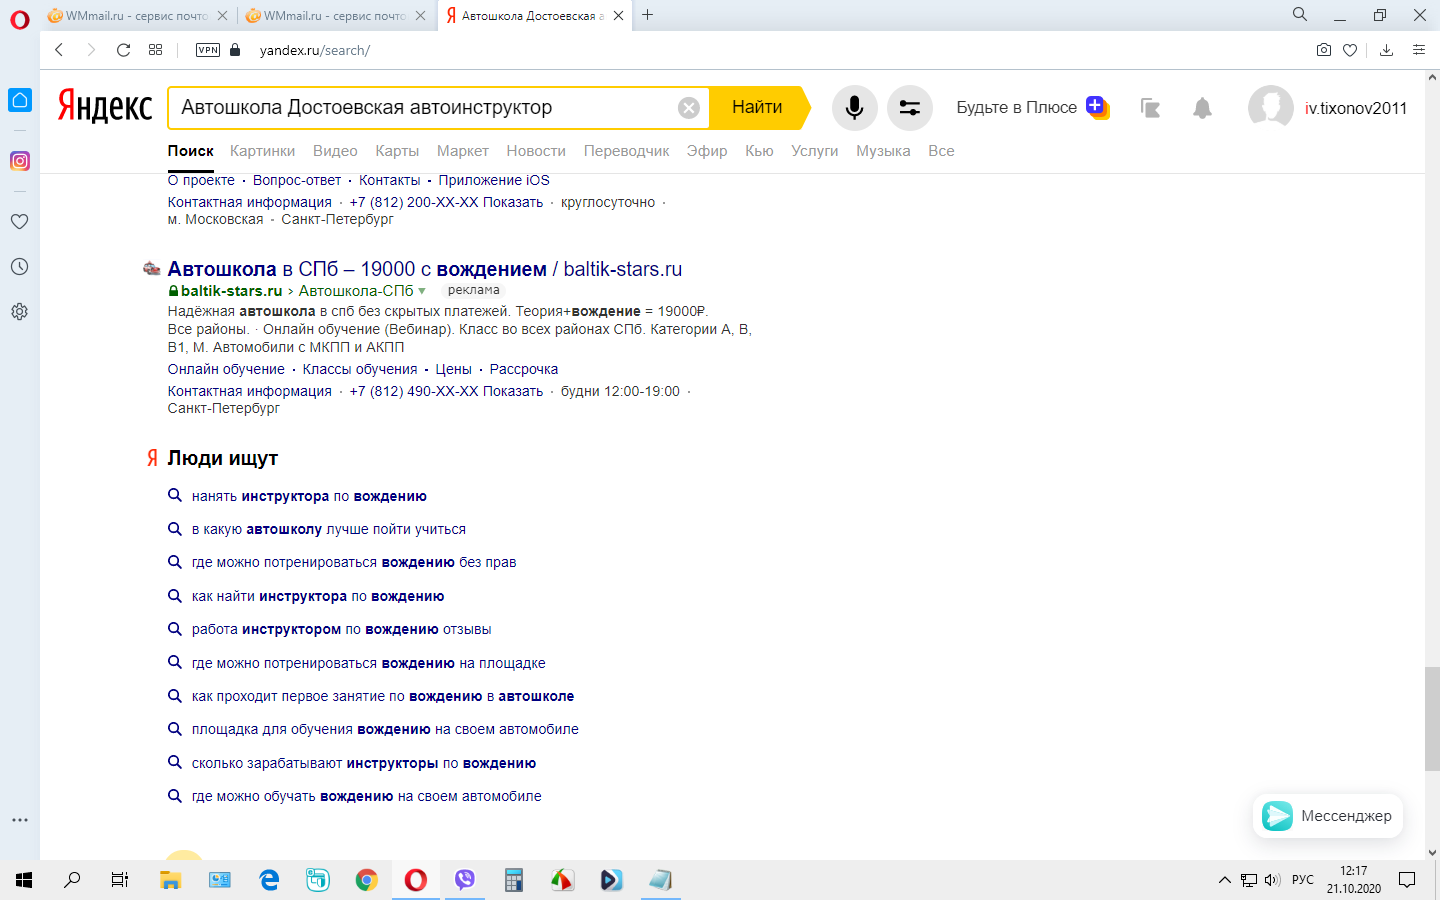 WMmail.ru - сервис почто
WMmail.ru - сервис почто
Автошкола Достоевская а
VPN
yandex.ru/search/
Яндекс
Автошкола Достоевская автоинструктор
Найти
Будьте в Плюсе
iv.tixonov2011
Поиск Картинки Видео Карты Маркет Новости Переводчик Эфир Кью Услуги Музыка Все
О проекте · Вопрос-ответ · Контакты · Приложение iOS
Контактная информация · +7 (812) 200-XX-XX Показать · круглосуточно ·
м. Московская · Санкт-Петербург
Автошкола в СПб – 19000 с вождением / baltik-stars.ru
baltik-stars.ru › Автошкола-СПб реклама
Надёжная автошкола в спб без скрытых платежей. Теория+вождение = 19000₽.
Все районы. · Онлайн обучение (Вебинар). Класс во всех районах СПб. Категории А, В,
В1, М. Автомобили с МКПП и АКПП
Онлайн обучение · Классы обучения · Цены · Рассрочка
Контактная информация · +7 (812) 490-XX-XX Показать · будни 12:00-19:00 ·
Санкт-Петербург
Я Люди ищут
нанять инструктора по вождению
в какую автошколу лучше пойти учиться
где можно потренироваться вождению без прав
как найти инструктора по вождению
работа инструктором по вождению отзывы
где можно потренироваться вождению на площадке
как проходит первое занятие по вождению в автошколе
площадка для обучения вождению на своем автомобиле
сколько зарабатывают инструкторы по вождению
где можно обучать вождению на своем автомобиле
Мессенджер
РУС
12:17
21.10.2020